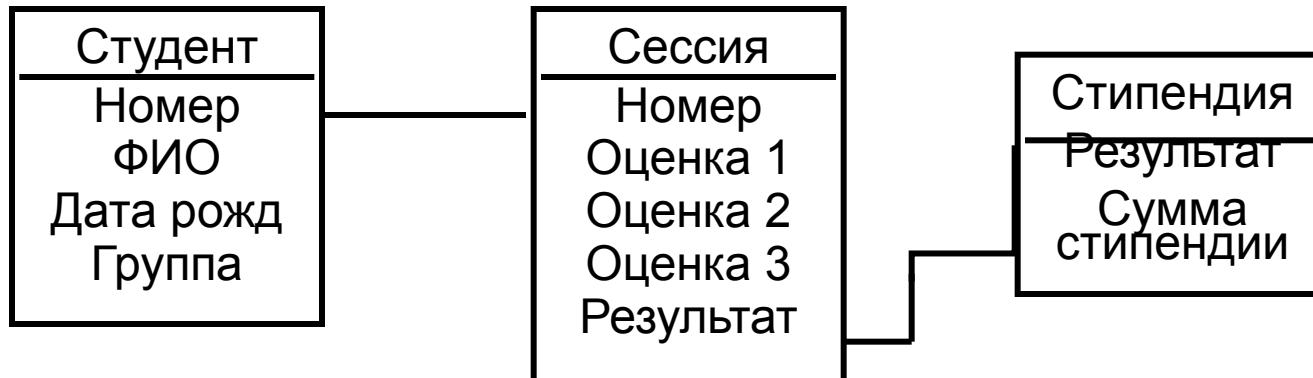 Студент
Номер
ФИО
Дата рожд
Группа
Сессия
Номер
Оценка 1
Оценка 2
Оценка 3
Результат
Стипендия
Результат
Сумма
стипендии